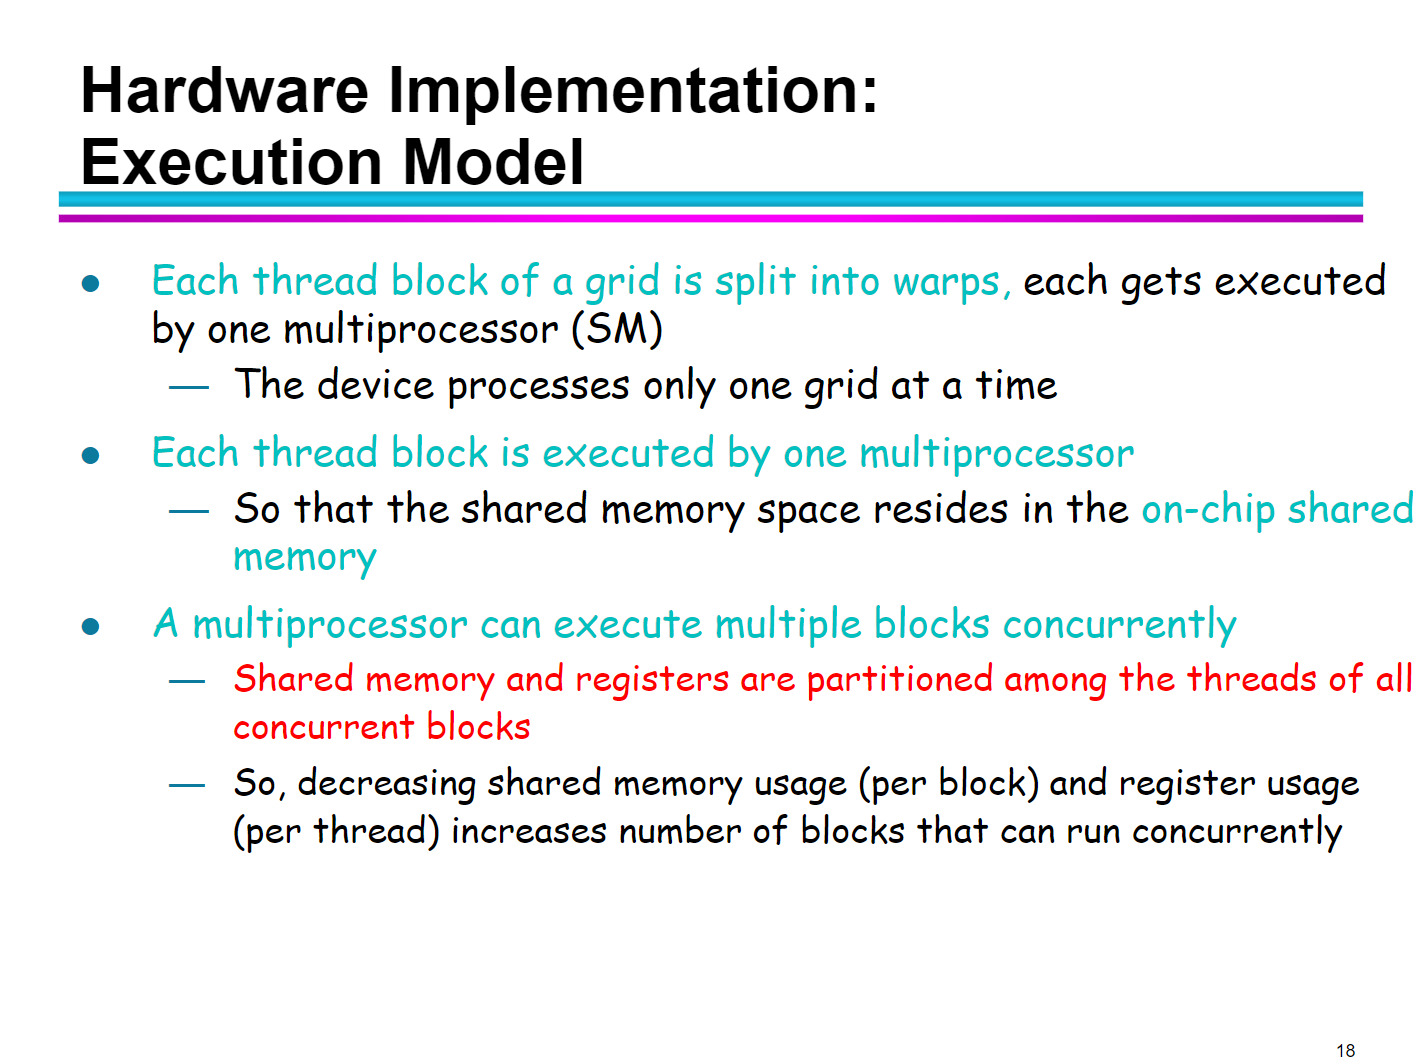 Hardware Implementation:
Execution Model
● Each thread block of a grid is split into warps, each gets executed
by one multiprocessor (SM)
— The device processes only one grid at a time
● Each thread block is executed by one multiprocessor
— So that the shared memory space resides in the on-chip shared
memory
● A multiprocessor can execute multiple blocks concurrently
— Shared memory and registers are partitioned among the threads of all
concurrent blocks
— So, decreasing shared memory usage (per block) and register usage
(per thread) increases number of blocks that can run concurrently
18